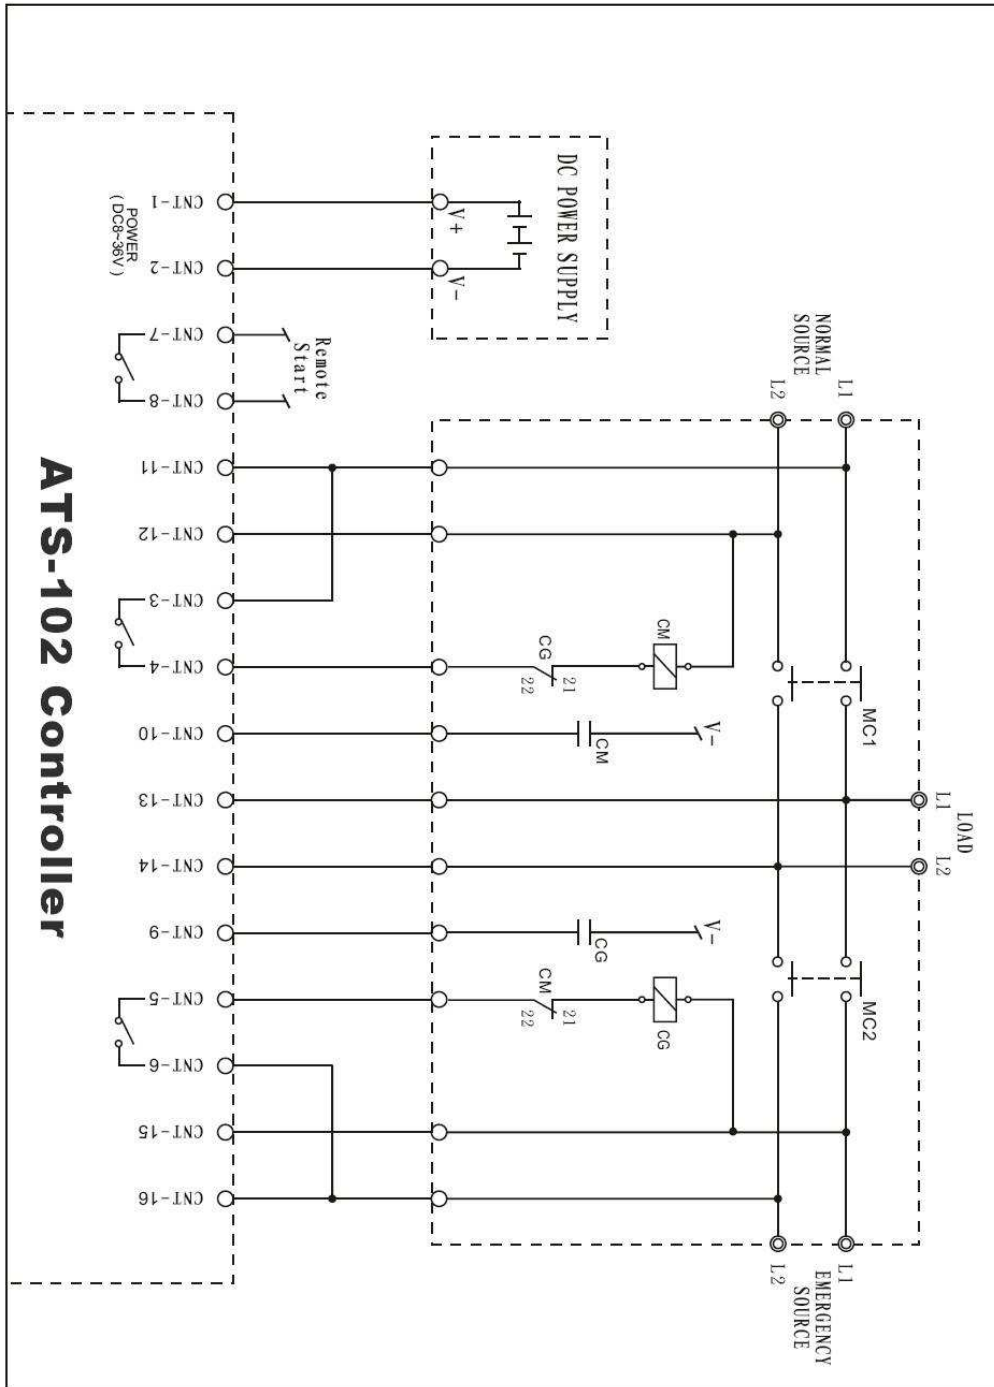 DC POWER SUPPLY
V+
V-
NORMAL
SOURCE
L1
L2
Remote
Start
CNT-1
POWER
(DC8~36V)
CNT-2
CNT-7
CNT-8
CNT-11
CNT-12
CNT-3
CNT-4
CNT-10
CNT-13
CNT-14
CNT-9
CNT-5
CNT-6
CNT-15
CNT-16
CM
CG
21
22
MC1
V-
CM
L1
LOAD
L2
V-
CG
MC2
CM
21
22
CG
L1
L2
EMERGENCY
SOURCE
ATS-102 Controller